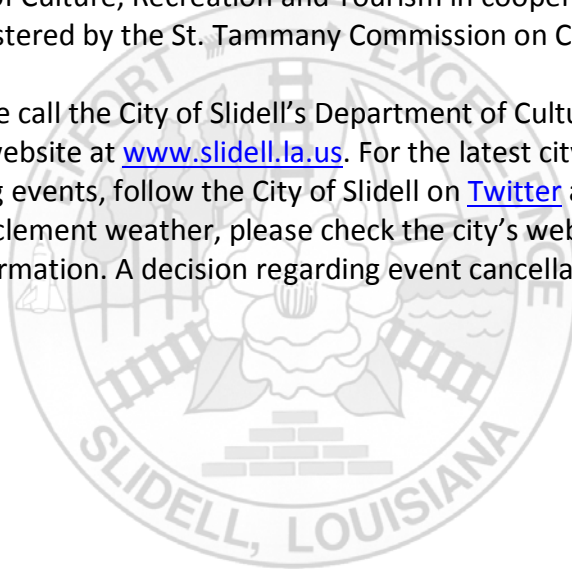 of Culture, Recreation and Tourism in cooper
stered by the St. Tammany Commission on C
e call the City of Slidell's Department of Cultu
website at www.slidell.la.us. For the latest city
g events, follow the City of Slidell on Twitter a
clement weather, please check the city's web
rmation. A decision regarding event cancella
EFFORT EXCELLENCE
SLIDELL, LOUISIANA